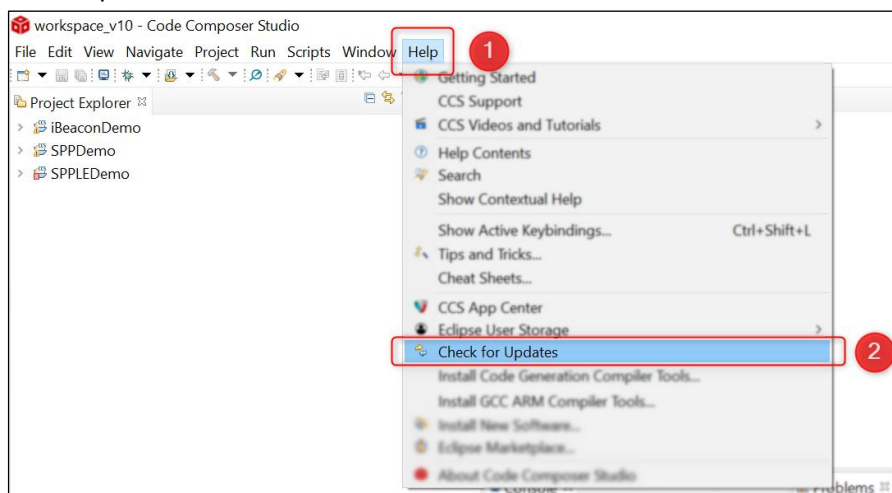 workspace_v10 - Code Composer Studio
File Edit View Navigate Project Run Scripts Window Help
1
Project Explorer
iBeaconDemo
SPPDemo
SPPLEDemo
Getting Started
CCS Support
CCS Videos and Tutorials
Help Contents
Search
Show Contextual Help
Show Active Keybindings... Ctrl+Shift+L
Tips and Tricks...
Cheat Sheets...
CCS App Center
Eclipse User Storage
Check for Updates
2
Install Code Generation Compiler Tools...
Install GCC ARM Compiler Tools...
Install New Software...
Eclipse Marketplace...
About Code Composer Studio
Console Problems